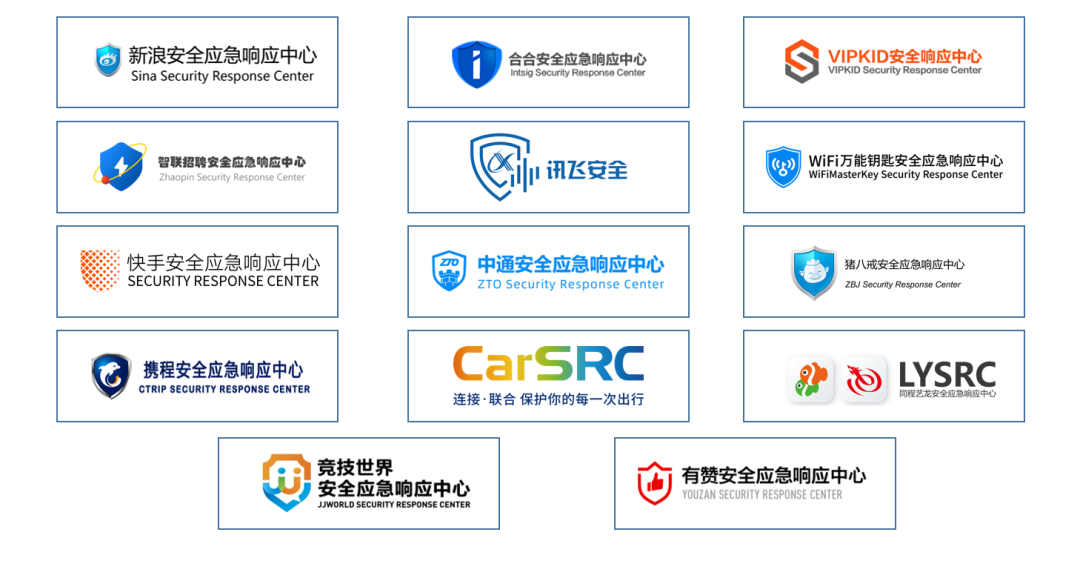 新浪安全应急响应中心
Sina Security Response Center
合合安全应急响应中心
Intsig Security Response Center
VIPKID安全响应中心
VIPKID Security Response Center
智联招聘安全应急响应中心
Zhaopin Security Response Center
讯飞安全
WiFi万能钥匙安全应急响应中心
WiFiMasterKey Security Response Center
快手安全应急响应中心
SECURITY RESPONSE CENTER
ZTO
中通安全应急响应中心
ZTO Security Response Center
猪八戒安全应急响应中心
ZBJ Security Response Center
携程安全应急响应中心
CTRIP SECURITY RESPONSE CENTER
CarSRC
连接·联合 保护你的每一次出行
LYSRC
同程艺龙安全应急响应中心
竞技世界
安全应急响应中心
JJWORLD SECURITY RESPONSE CENTER
有赞安全应急响应中心
YOUZAN SECURITY RESPONSE CENTER